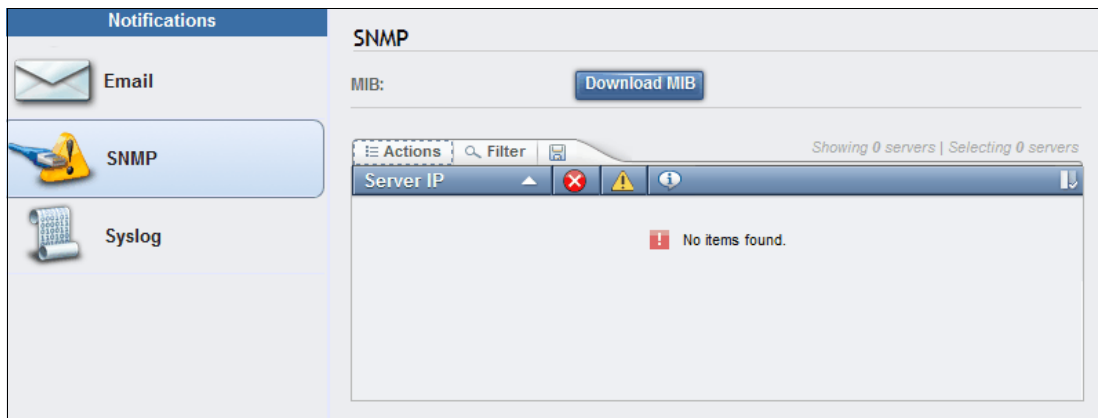 Notifications
Email
SNMP
Syslog
SNMP
MIB:
Download MIB
Actions
Filter
Showing 0 servers | Selecting 0 servers
Server IP
No items found.